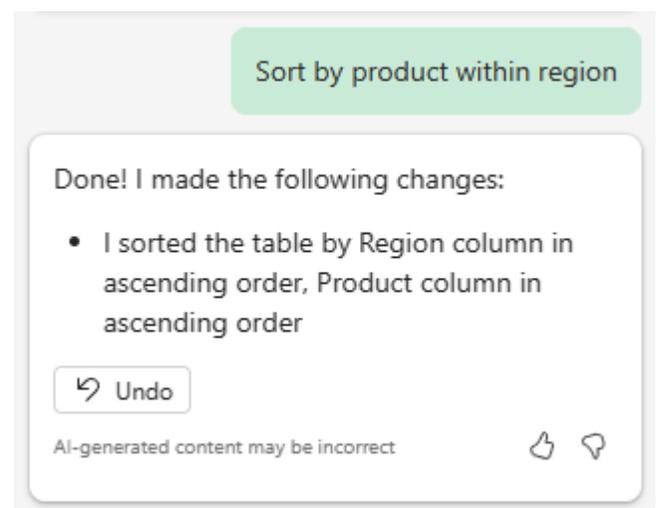 Sort by product within region
Done! I made the following changes:
• I sorted the table by Region column in
ascending order, Product column in
ascending order
Undo
AI-generated content may be incorrect